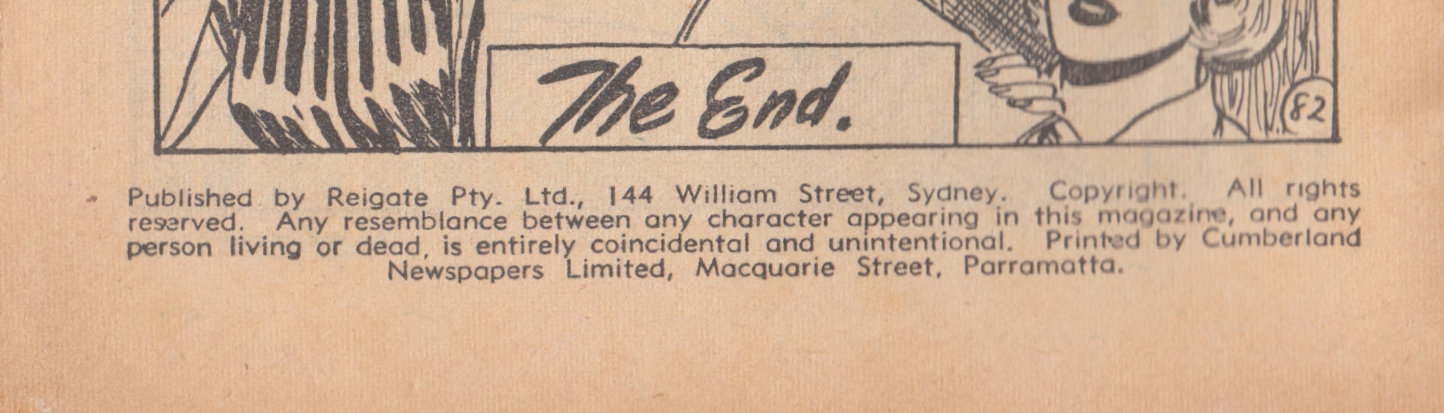 The End.
82
Published by Reigate Pty. Ltd., 144 William Street, Sydney. Copyright. All rights
reserved. Any resemblance between any character appearing in this magazine, and any
person living or dead, is entirely coincidental and unintentional. Printed by Cumberland
Newspapers Limited, Macquarie Street, Parramatta.